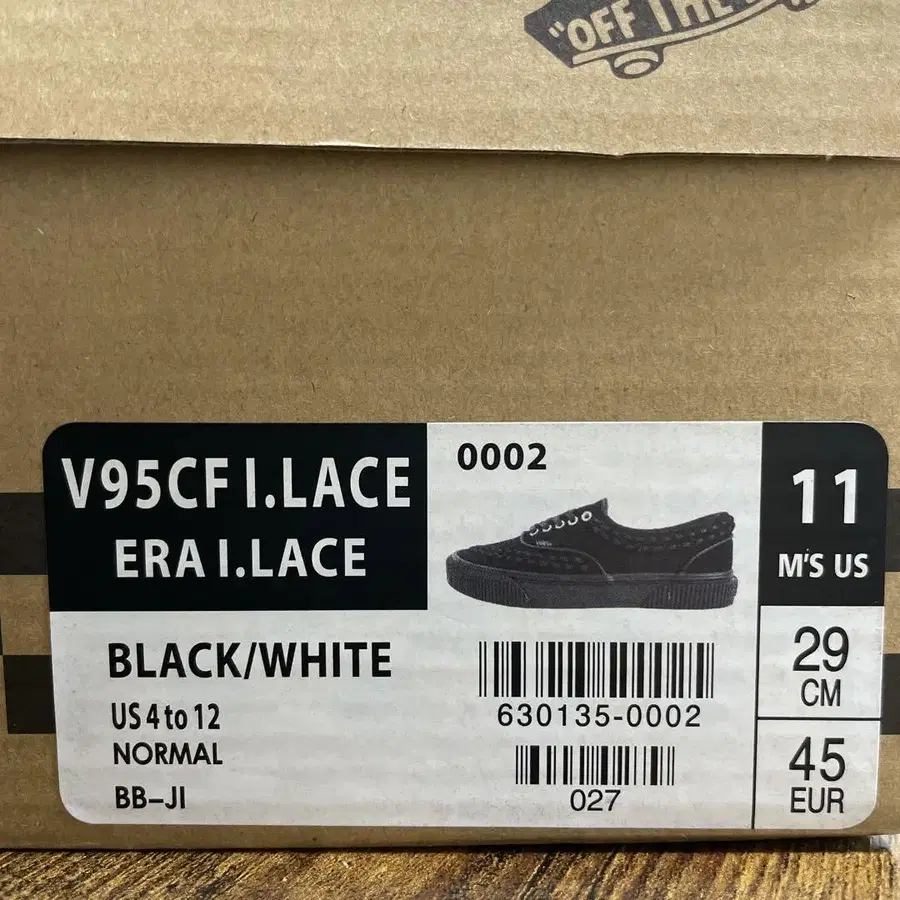 "OFF THE
V95CF I.LACE
ERA I.LACE
0002
11
M'S US
BLACK/WHITE
US 4 to 12
NORMAL
BB-JI
630135-0002
027
29
CM
45
EUR